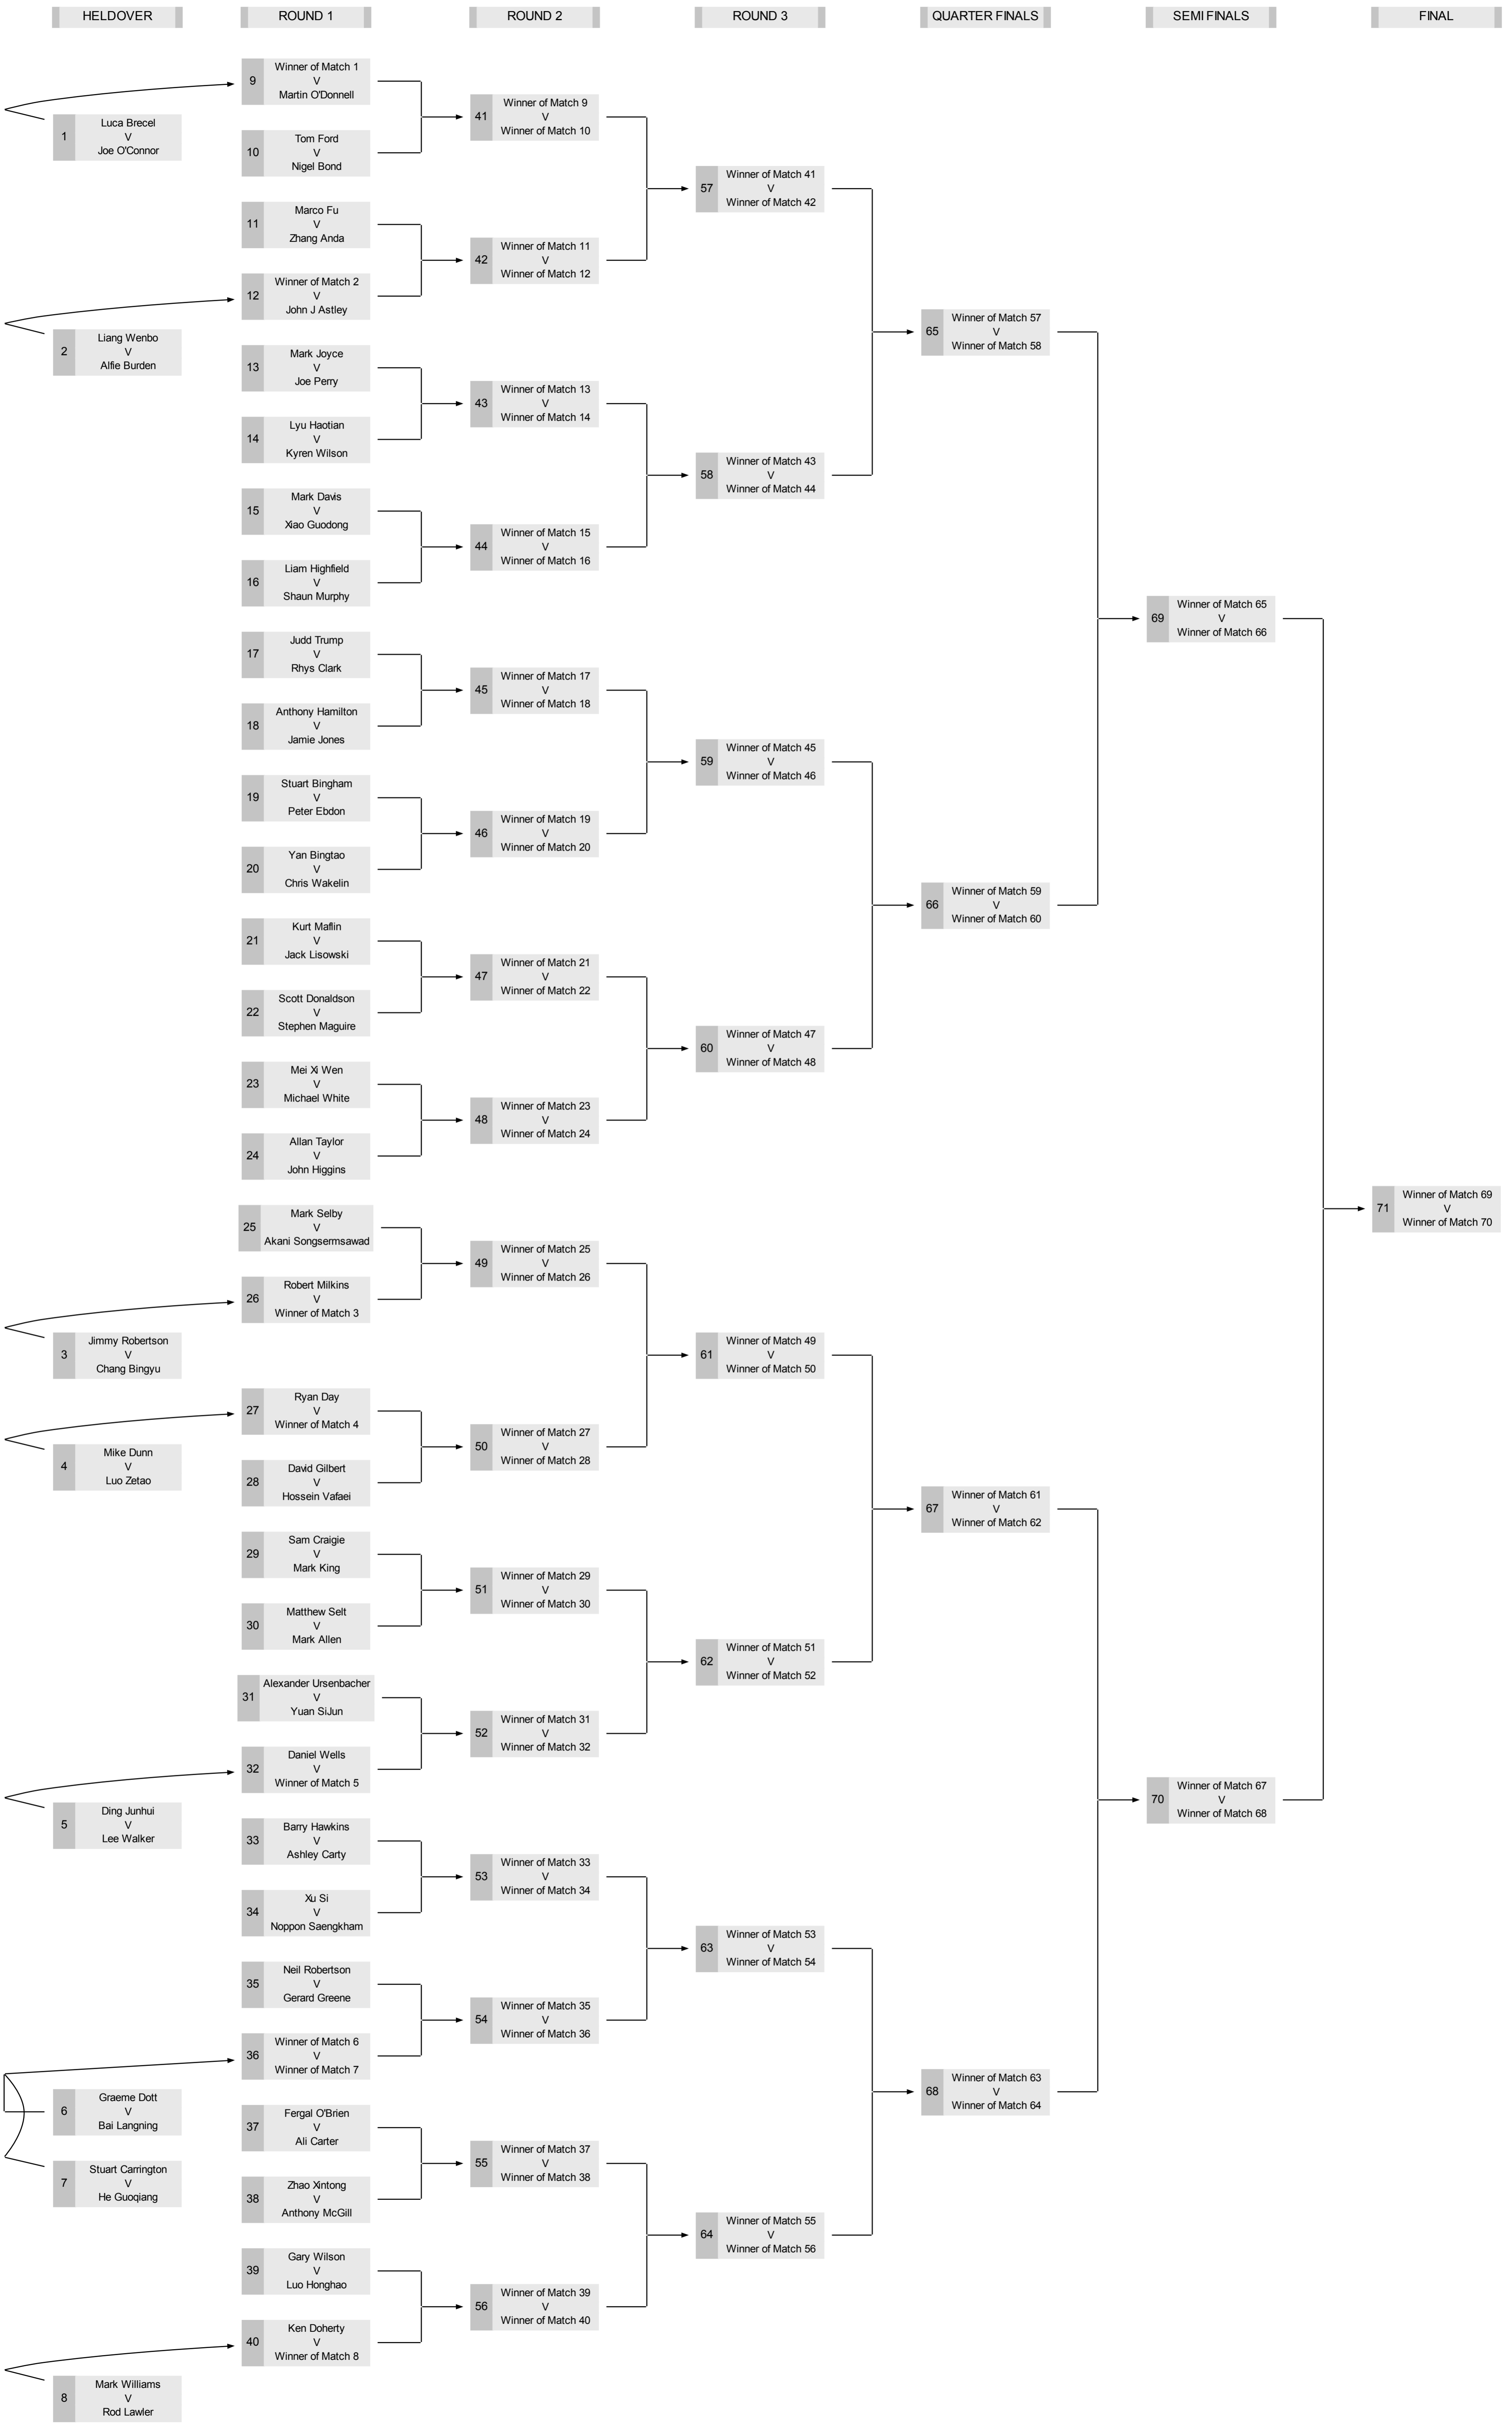 HELDOVER
ROUND 1
ROUND 2
ROUND 3
QUARTER FINALS
SEMI FINALS
FINAL
1
Luca Brecel
V
Joe O'Connor
2
Liang Wenbo
V
Alfie Burden
3
Jimmy Robertson
V
Chang Bingyu
4
Mike Dunn
V
Luo Zetao
5
Ding Junhui
V
Lee Walker
6
Graeme Dott
V
Bai Langning
7
Stuart Carrington
V
He Guoqiang
8
Mark Williams
V
Rod Lawler
9
Winner of Match 1
V
Martin O'Donnell
10
Tom Ford
V
Nigel Bond
11
Marco Fu
V
Zhang Anda
12
Winner of Match 2
V
John J Astley
13
Mark Joyce
V
Joe Perry
14
Lyu Haotian
V
Kyren Wilson
15
Mark Davis
V
Xiao Guodong
16
Liam Highfield
V
Shaun Murphy
17
Judd Trump
V
Rhys Clark
18
Anthony Hamilton
V
Jamie Jones
19
Stuart Bingham
V
Peter Ebdon
20
Yan Bingtao
V
Chris Wakelin
21
Kurt Maflin
V
Jack Lisowski
22
Scott Donaldson
V
Stephen Maguire
23
Mei Xi Wen
V
Michael White
24
Allan Taylor
V
John Higgins
25
Mark Selby
V
Akani Songsermsawad
26
Robert Milkins
V
Winner of Match 3
27
Ryan Day
V
Winner of Match 4
28
David Gilbert
V
Hossein Vafaei
29
Sam Craigie
V
Mark King
30
Matthew Selt
V
Mark Allen
31
Alexander Ursenbacher
V
Yuan SiJun
32
Daniel Wells
V
Winner of Match 5
33
Barry Hawkins
V
Ashley Carty
34
Xu Si
V
Noppon Saengkham
35
Neil Robertson
V
Gerard Greene
36
Winner of Match 6
V
Winner of Match 7
37
Fergal O'Brien
V
Ali Carter
38
Zhao Xintong
V
Anthony McGill
39
Gary Wilson
V
Luo Honghao
40
Ken Doherty
V
Winner of Match 8
41
Winner of Match 9
V
Winner of Match 10
42
Winner of Match 11
V
Winner of Match 12
43
Winner of Match 13
V
Winner of Match 14
44
Winner of Match 15
V
Winner of Match 16
45
Winner of Match 17
V
Winner of Match 18
46
Winner of Match 19
V
Winner of Match 20
47
Winner of Match 21
V
Winner of Match 22
48
Winner of Match 23
V
Winner of Match 24
49
Winner of Match 25
V
Winner of Match 26
50
Winner of Match 27
V
Winner of Match 28
51
Winner of Match 29
V
Winner of Match 30
52
Winner of Match 31
V
Winner of Match 32
53
Winner of Match 33
V
Winner of Match 34
54
Winner of Match 35
V
Winner of Match 36
55
Winner of Match 37
V
Winner of Match 38
56
Winner of Match 39
V
Winner of Match 40
57
Winner of Match 41
V
Winner of Match 42
58
Winner of Match 43
V
Winner of Match 44
59
Winner of Match 45
V
Winner of Match 46
60
Winner of Match 47
V
Winner of Match 48
61
Winner of Match 49
V
Winner of Match 50
62
Winner of Match 51
V
Winner of Match 52
63
Winner of Match 53
V
Winner of Match 54
64
Winner of Match 55
V
Winner of Match 56
65
Winner of Match 57
V
Winner of Match 58
66
Winner of Match 59
V
Winner of Match 60
67
Winner of Match 61
V
Winner of Match 62
68
Winner of Match 63
V
Winner of Match 64
69
Winner of Match 65
V
Winner of Match 66
70
Winner of Match 67
V
Winner of Match 68
71
Winner of Match 69
V
Winner of Match 70